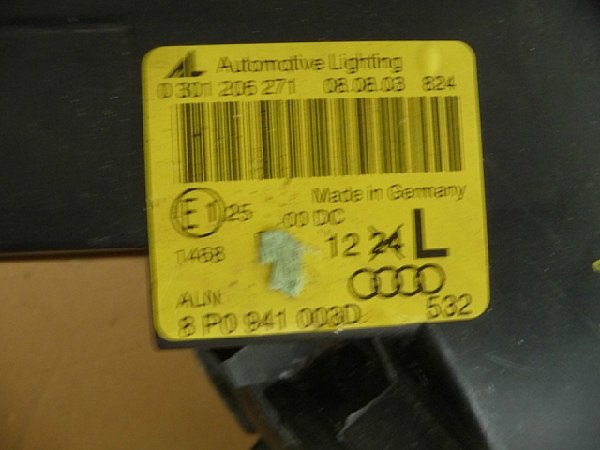 AL Automotive Lighting
0 301 206 271 08.08.03 824
Made in Germany
E1 25 00 DC
1468 12 24 L
ALW
8 P0 941 003D 532